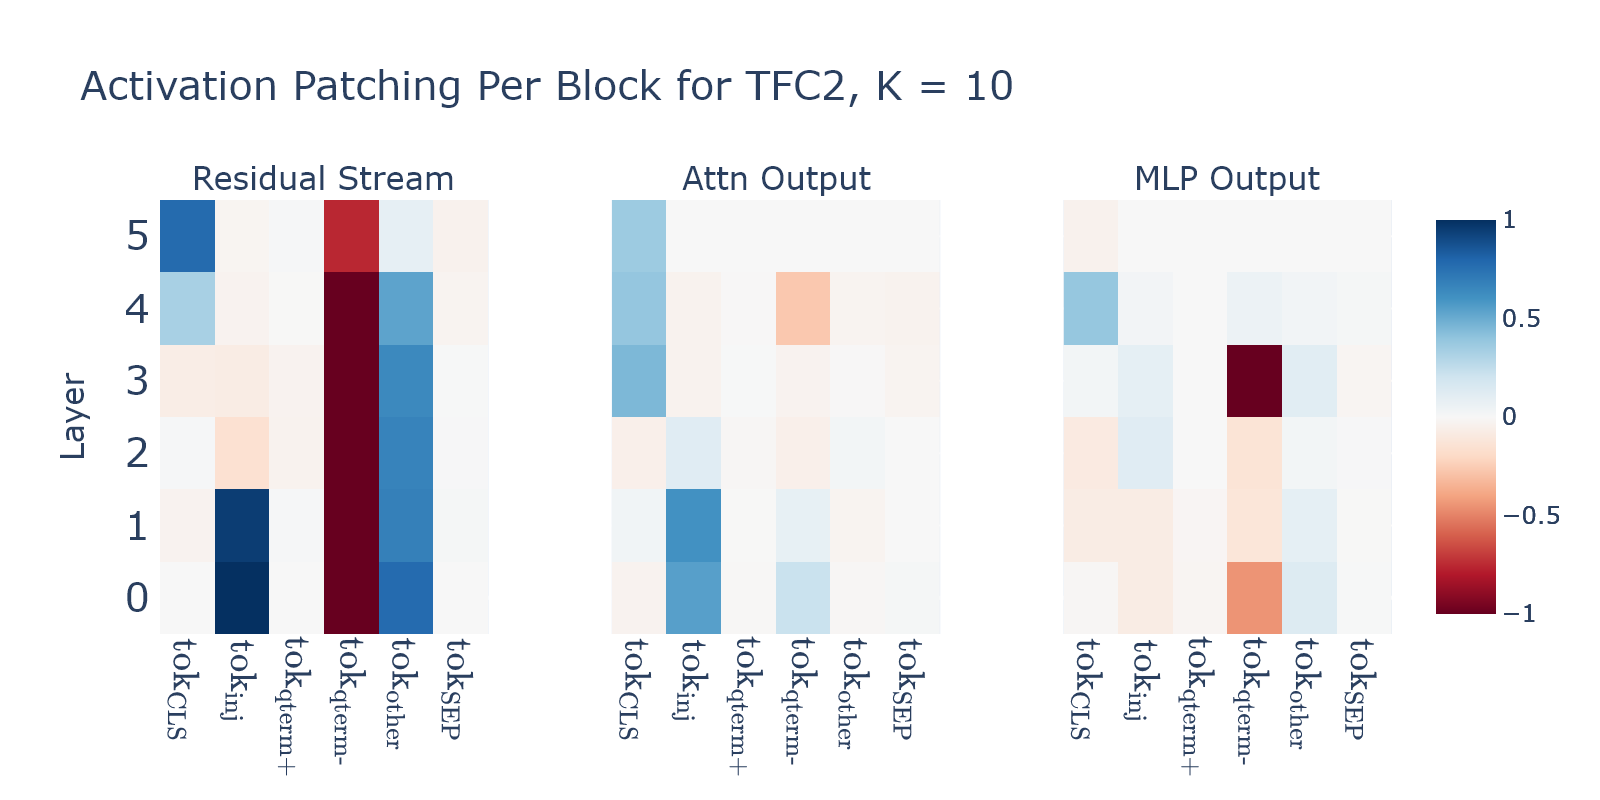 Activation Patching Per Block for TFC2, K = 10
Residual Stream
Attn Output
MLP Output
Layer
5
4
3
2
1
0
tokCLS
tokinj
tokqterm+
tokqterm-
tokother
tokSEP
tokCLS
tokinj
tokqterm+
tokqterm-
tokother
tokSEP
tokCLS
tokinj
tokqterm+
tokqterm-
tokother
tokSEP
1
0.5
0
−0.5
−1